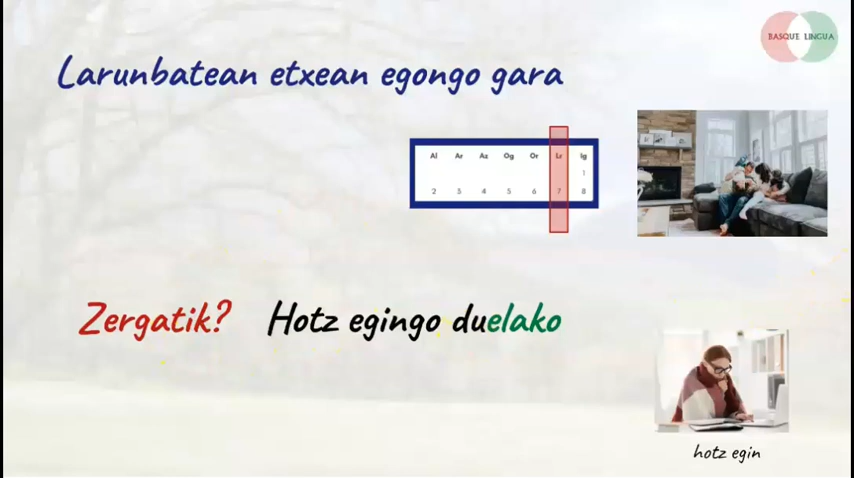 BASQUE LINGUA
Larunbatean etxean egongo gara
Al Ar Az Og Or Lr Ig
1
2 3 4 5 6 7 8
Zergatik? Hotz egingo duelako
hotz egin